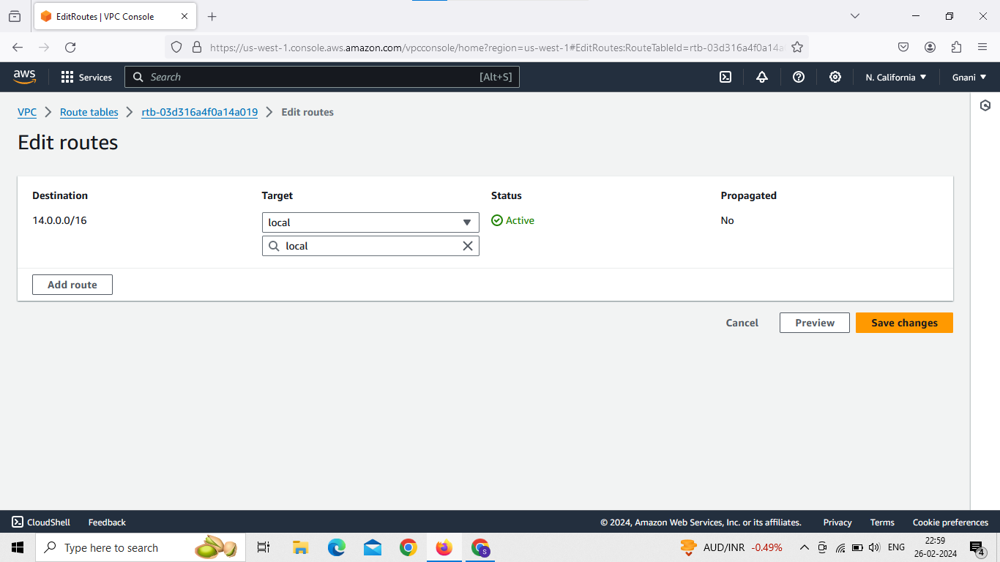 EditRoutes | VPC Console
https://us-west-1.console.aws.amazon.com/vpcconsole/home?region=us-west-1#EditRoutes:RouteTableId=rtb-03d316a4f0a14a
aws
Services
Search
[Alt+S]
N. California
Gnani
VPC
Route tables
rtb-03d316a4f0a14a019
Edit routes
Edit routes
Destination
Target
Status
Propagated
14.0.0.0/16
local
Active
No
local
Add route
Cancel
Preview
Save changes
CloudShell
Feedback
© 2024, Amazon Web Services, Inc. or its affiliates.
Privacy
Terms
Cookie preferences
Type here to search
S
AUD/INR -0.49%
ENG
22:59
26-02-2024
4